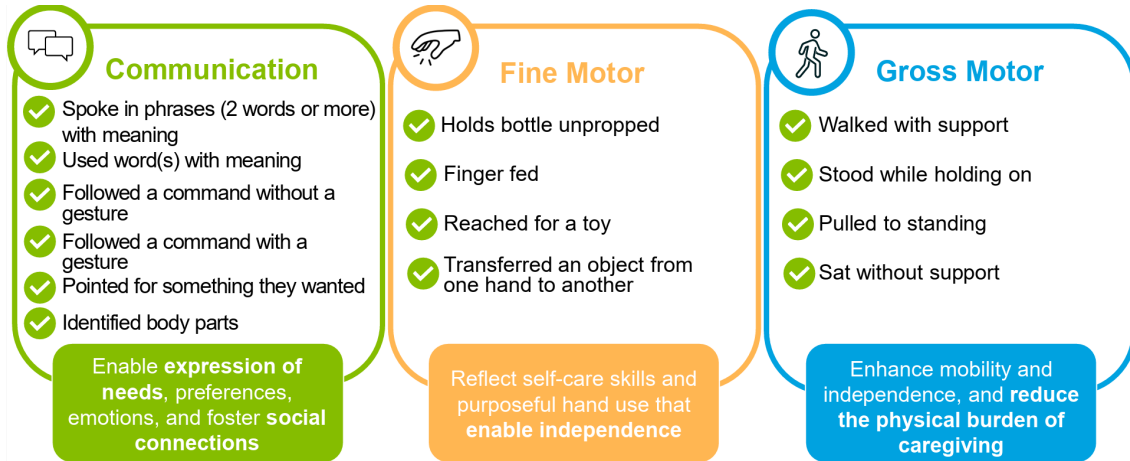 Communication
Spoke in phrases (2 words or more)
with meaning
Used word(s) with meaning
Followed a command without a
gesture
Followed a command with a
gesture
Pointed for something they wanted
Identified body parts
Enable expression of
needs, preferences,
emotions, and foster social
connections
Fine Motor
Holds bottle unpropped
Finger fed
Reached for a toy
Transferred an object from
one hand to another
Reflect self-care skills and
purposeful hand use that
enable independence
Gross Motor
Walked with support
Stood while holding on
Pulled to standing
Sat without support
Enhance mobility and
independence, and reduce
the physical burden of
caregiving